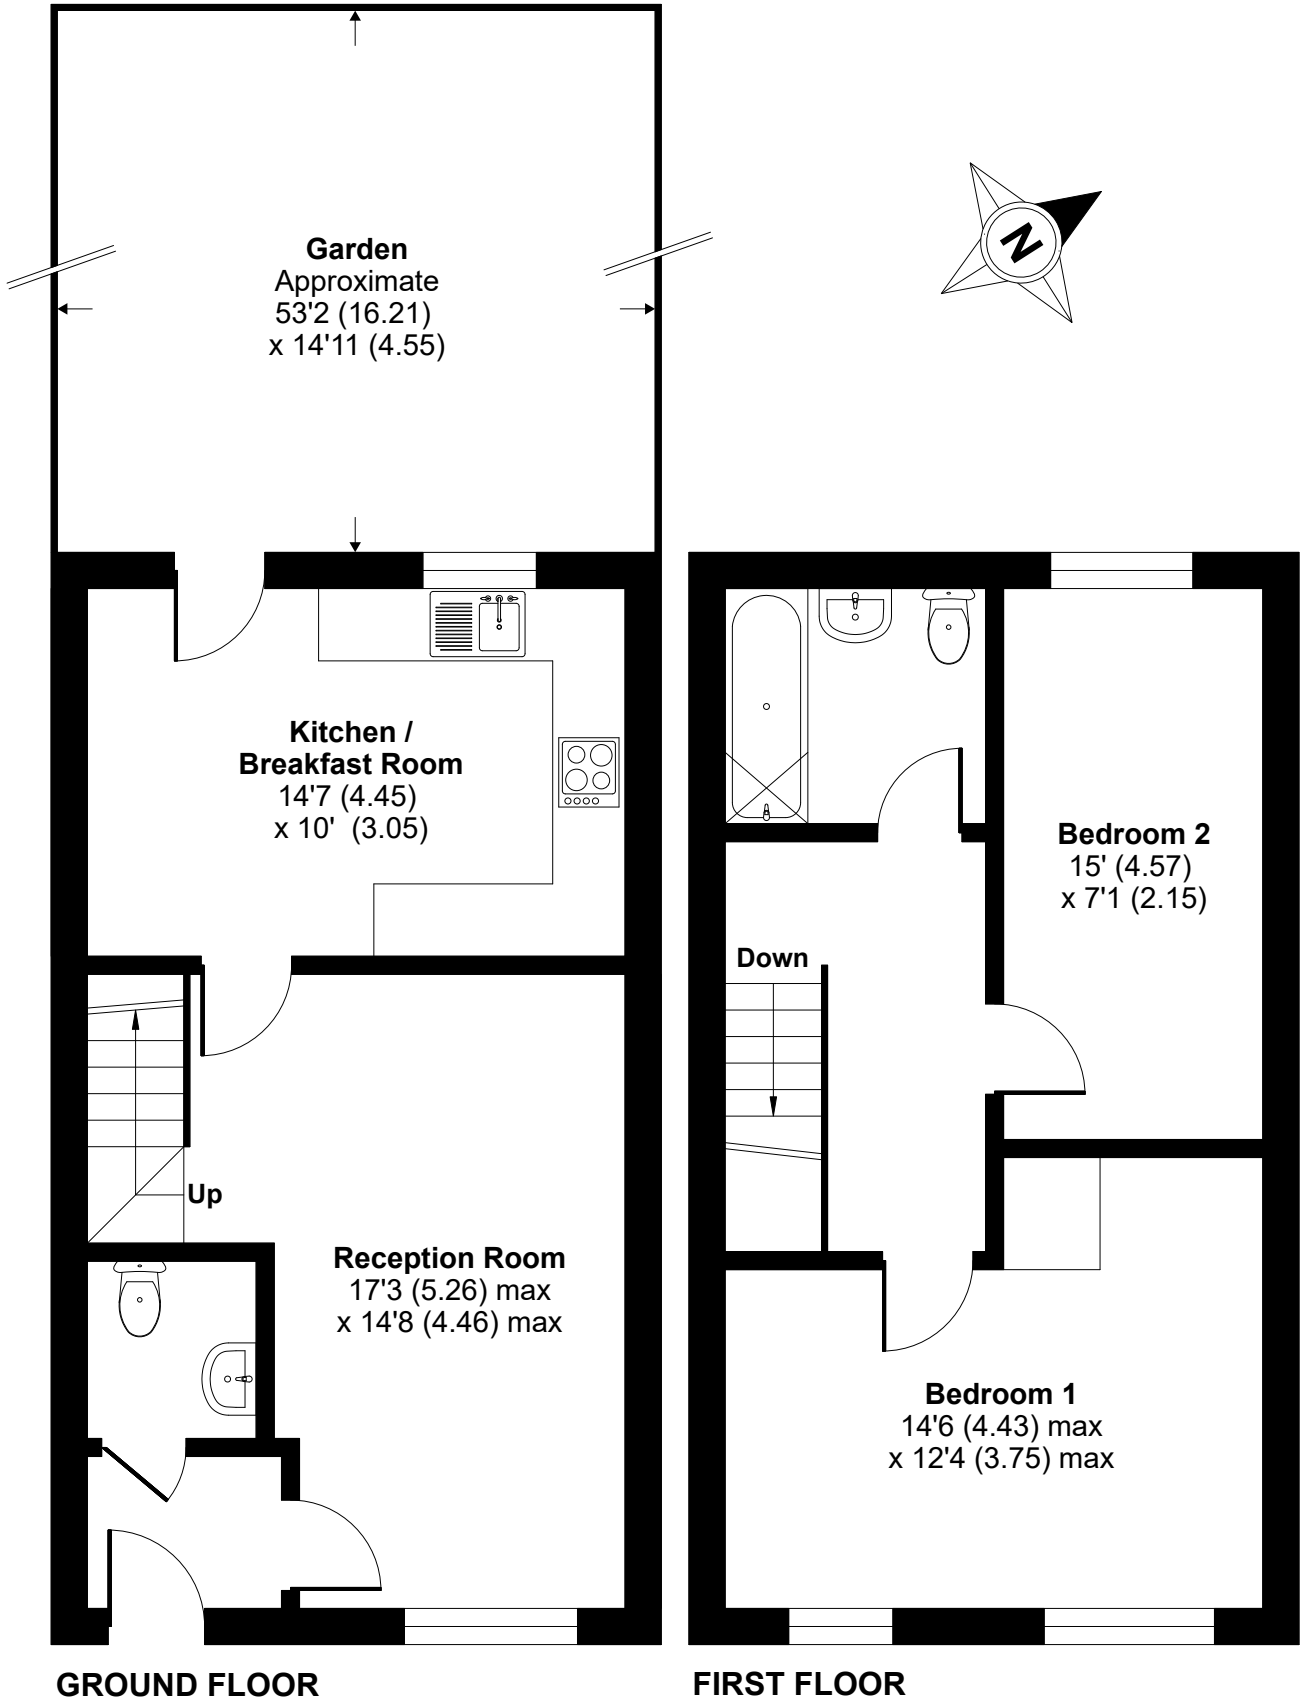 Garden
Approximate
53'2 (16.21)
x 14'11 (4.55)
N
Kitchen /
Breakfast Room
14'7 (4.45)
x 10' (3.05)
Bedroom 2
15' (4.57)
x 7'1 (2.15)
Down
Up
Reception Room
17'3 (5.26) max
x 14'8 (4.46) max
Bedroom 1
14'6 (4.43) max
x 12'4 (3.75) max
GROUND FLOOR
FIRST FLOOR